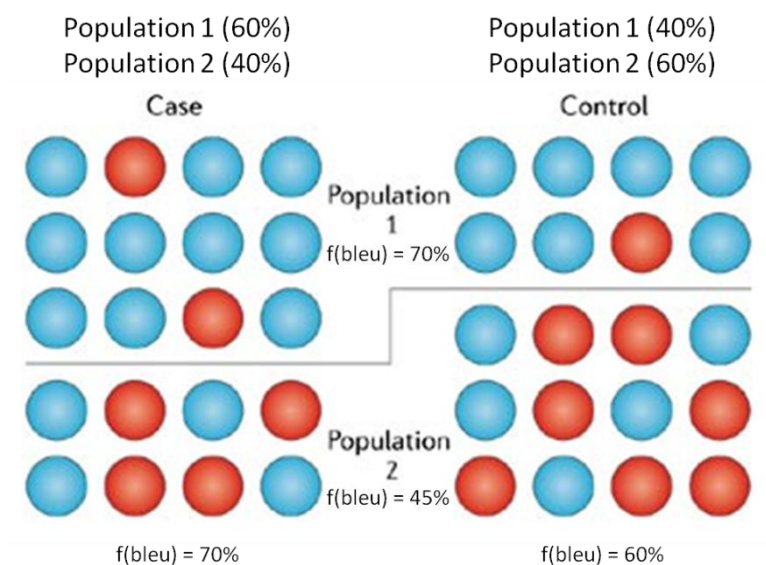 Population 1 (60%)
Population 2 (40%)
Population 1 (40%)
Population 2 (60%)
Case
Control
Population
1
f(bleu) = 70%
Population
2
f(bleu) = 45%
f(bleu) = 70%
f(bleu) = 60%